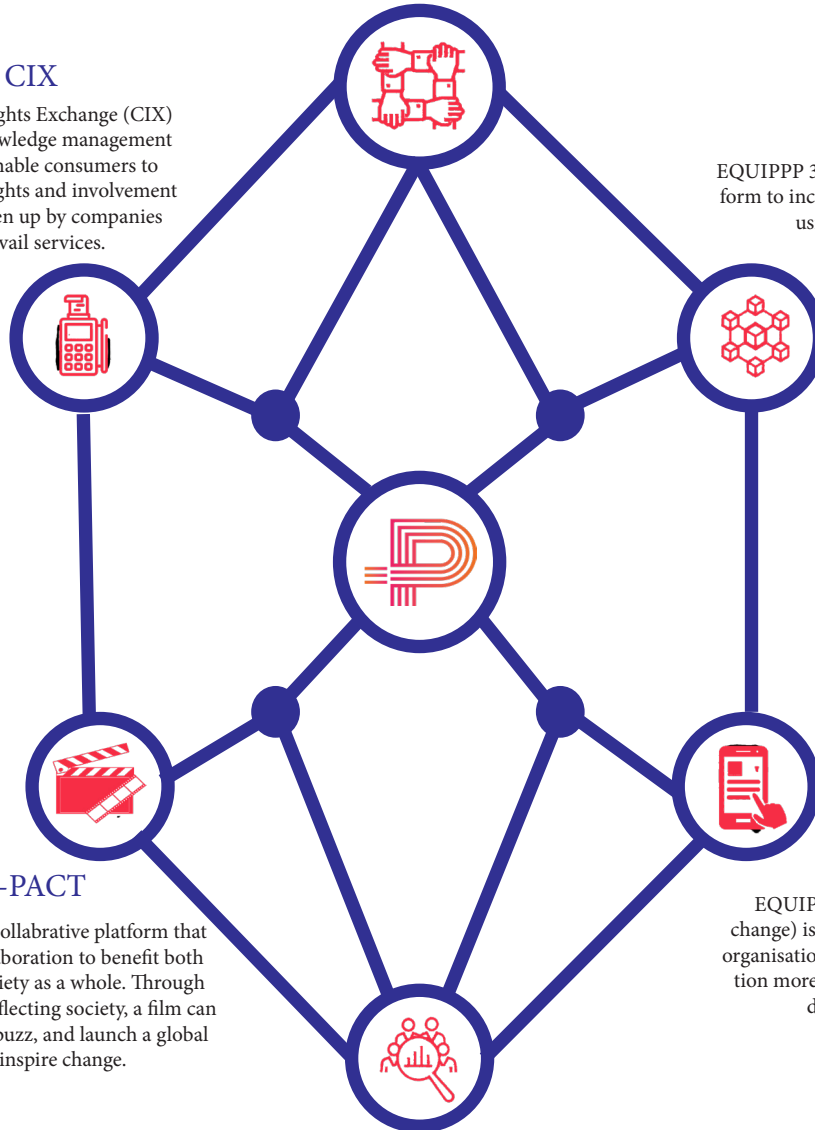 CIX
ghts Exchange (CIX)
wledge management
nable consumers to
ghts and involvement
en up by companies
vail services.
EQUIPPP 3
form to inc
us
-PACT
ollabrative platform that
boration to benefit both
iety as a whole. Through
flecting society, a film can
buzz, and launch a global
inspire change.
EQUIP
change) is
organisation
tion more
d